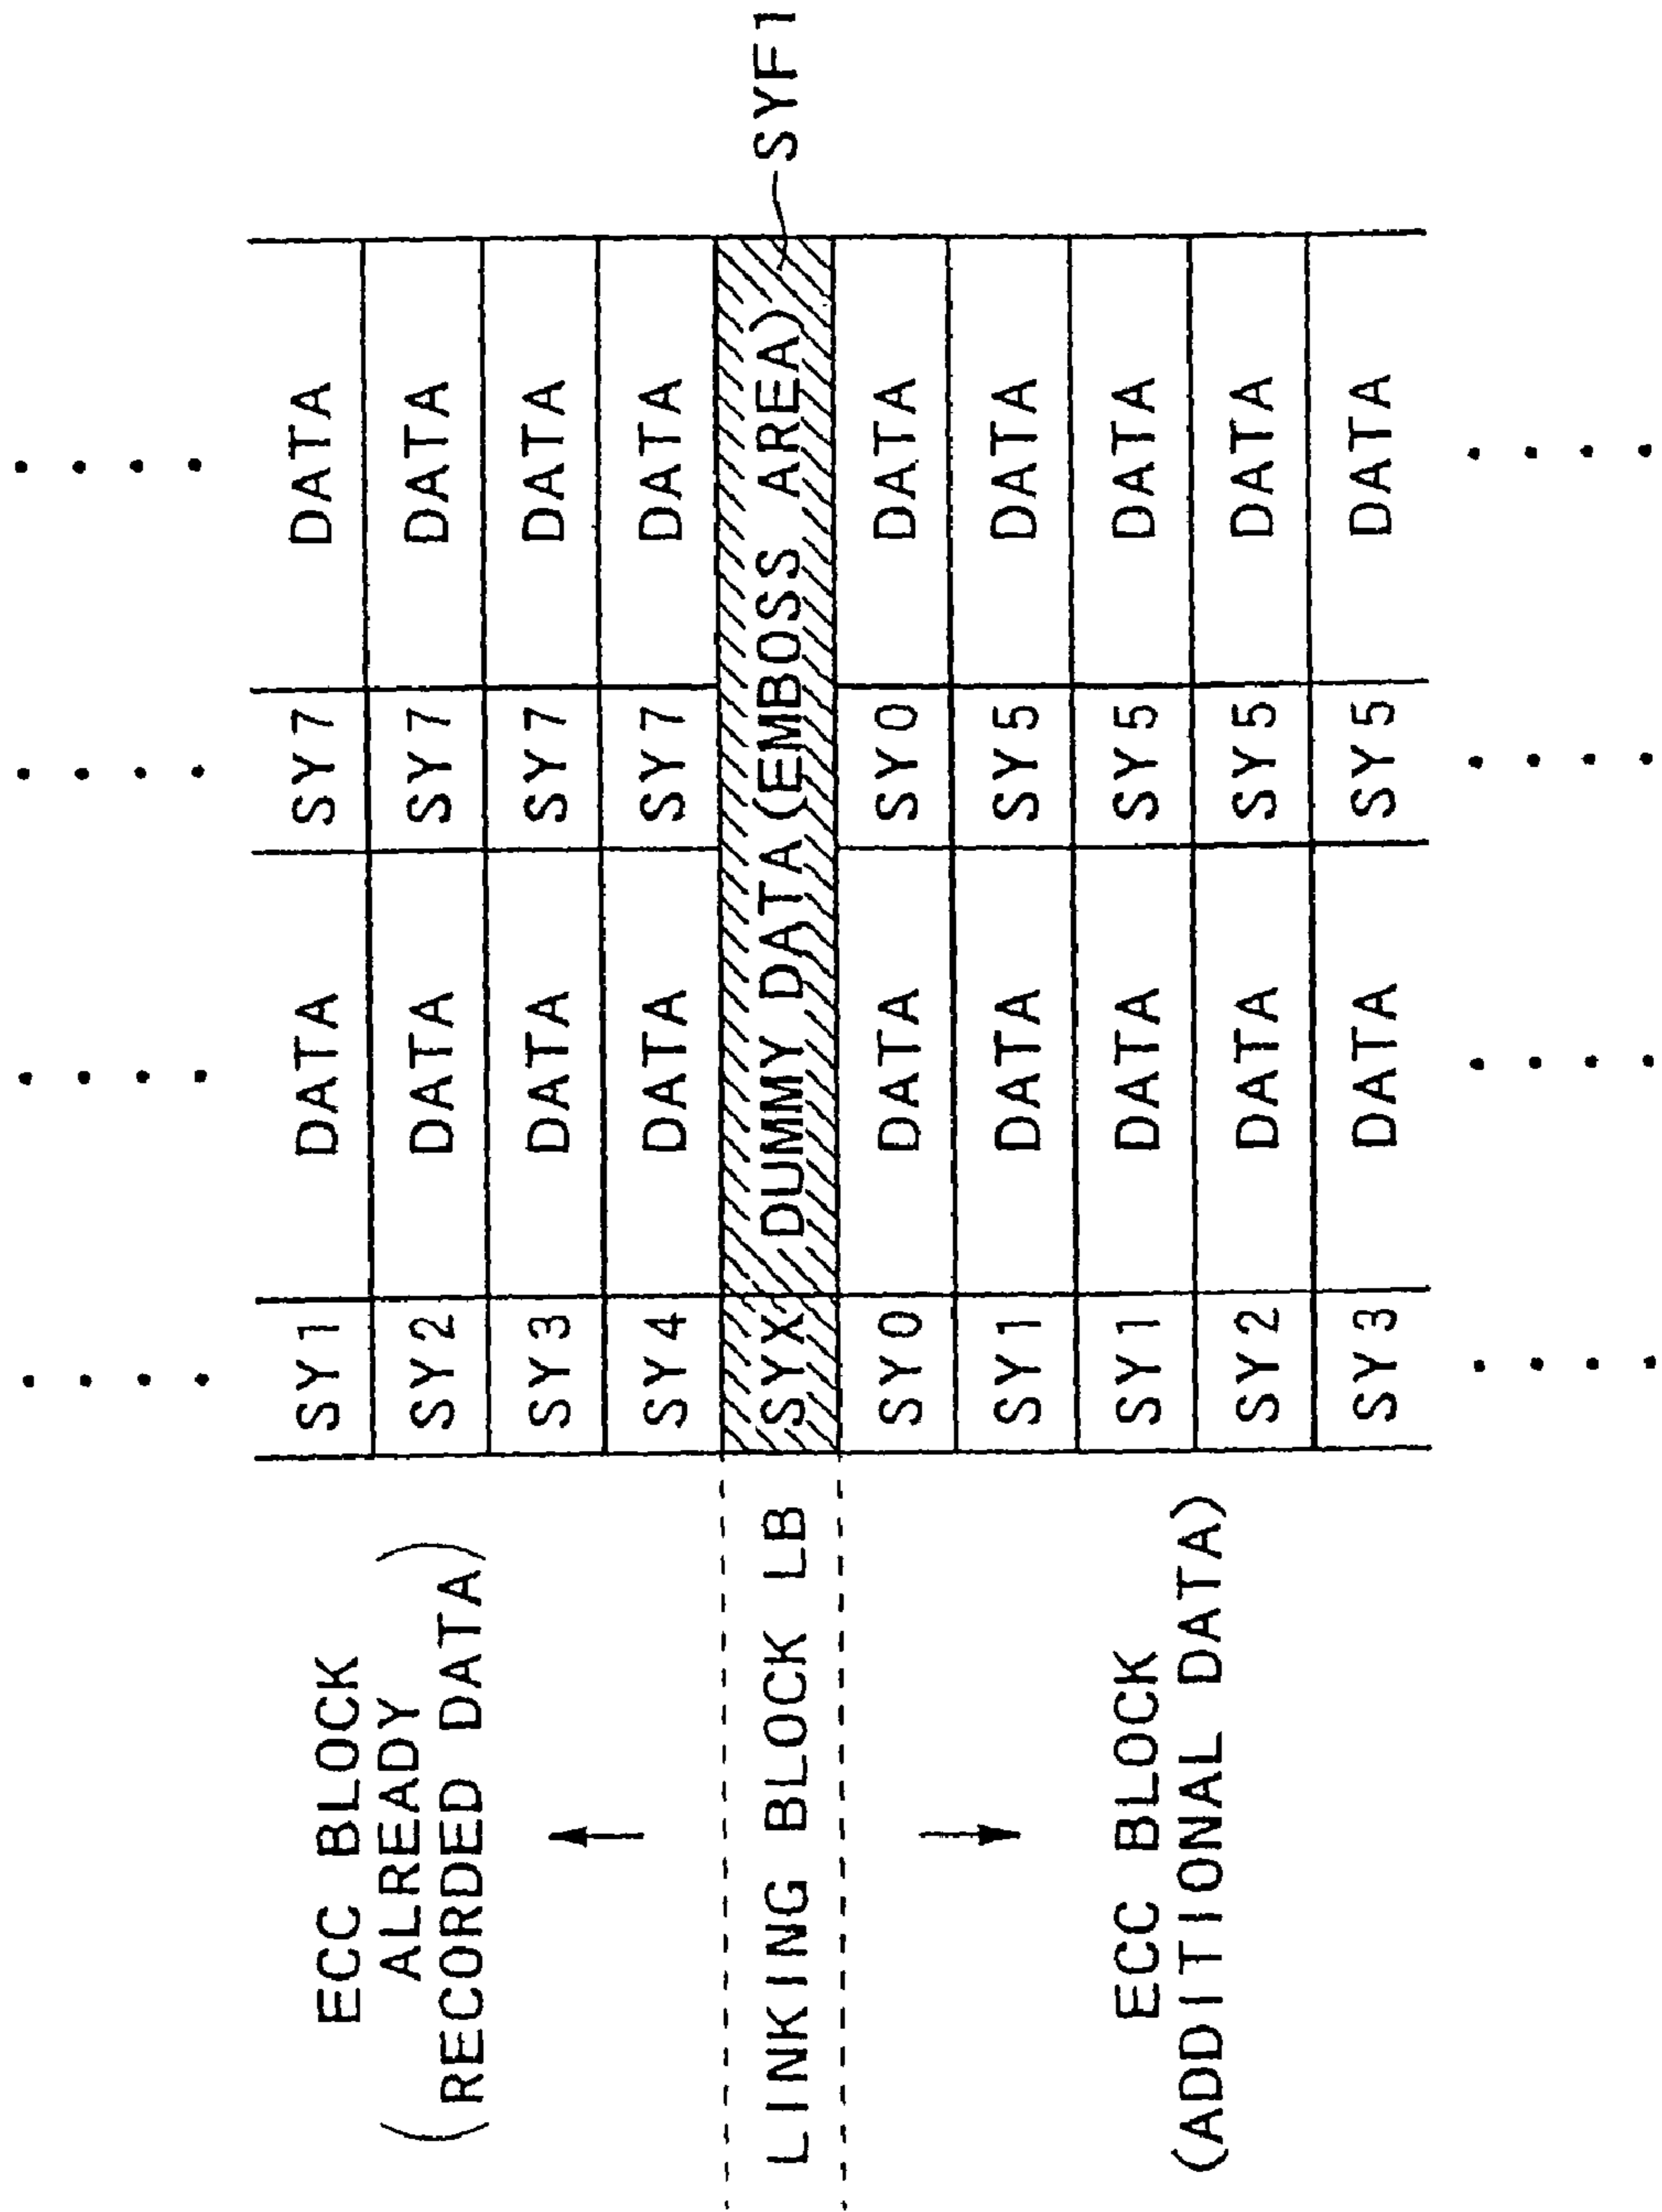 SY1 DATA SY7 DATA
SY2 DATA SY7 DATA
SY3 DATA SY7 DATA
SY4 DATA SY7 DATA
SYX DUMMY DATA (EMBOSS AREA)
SYF1
SY0 DATA SY0 DATA
SY1 DATA SY5 DATA
SY1 DATA SY5 DATA
SY2 DATA SY5 DATA
SY3 DATA SY5 DATA
ECC BLOCK
(ALREADY
RECORDED DATA)
LINKING BLOCK LB
ECC BLOCK
(ADDITIONAL DATA)